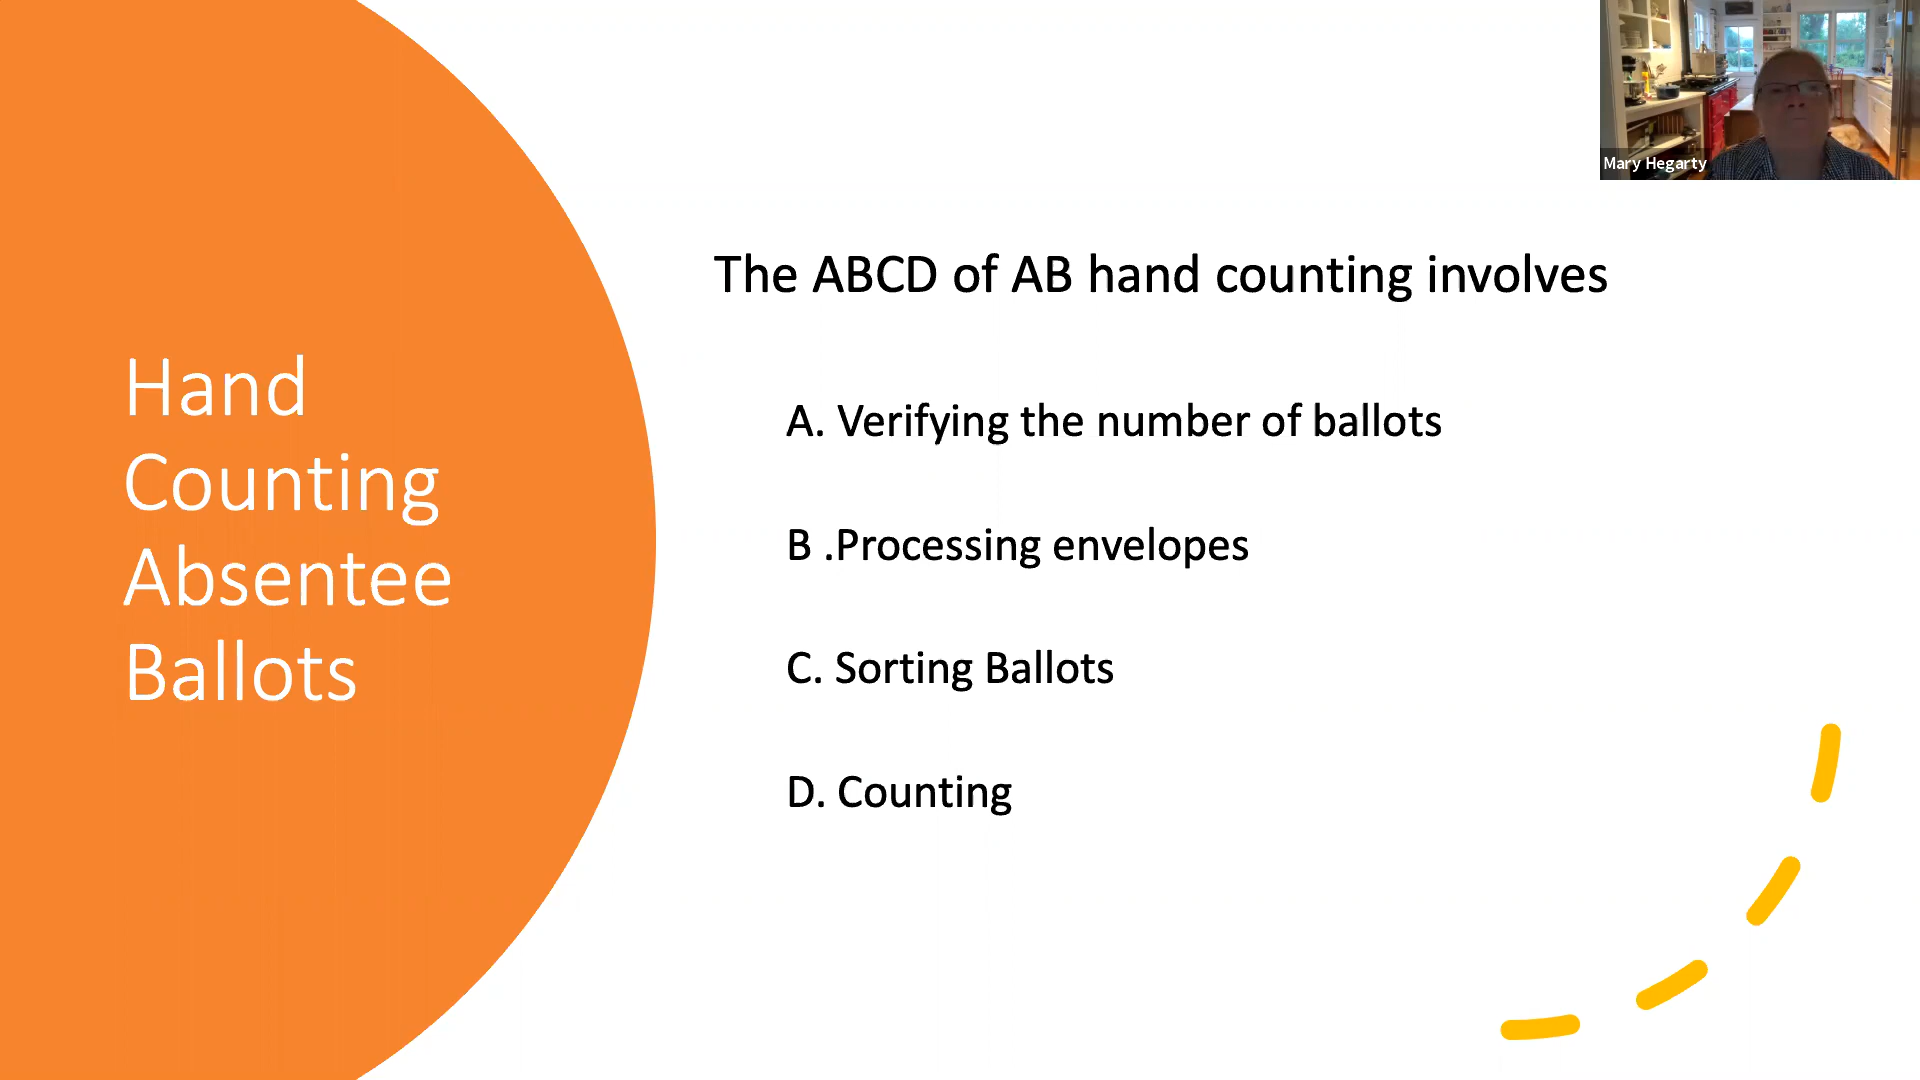 Mary Hegarty
Hand
Counting
Absentee
Ballots
The ABCD of AB hand counting involves
A. Verifying the number of ballots
B .Processing envelopes
C. Sorting Ballots
D. Counting